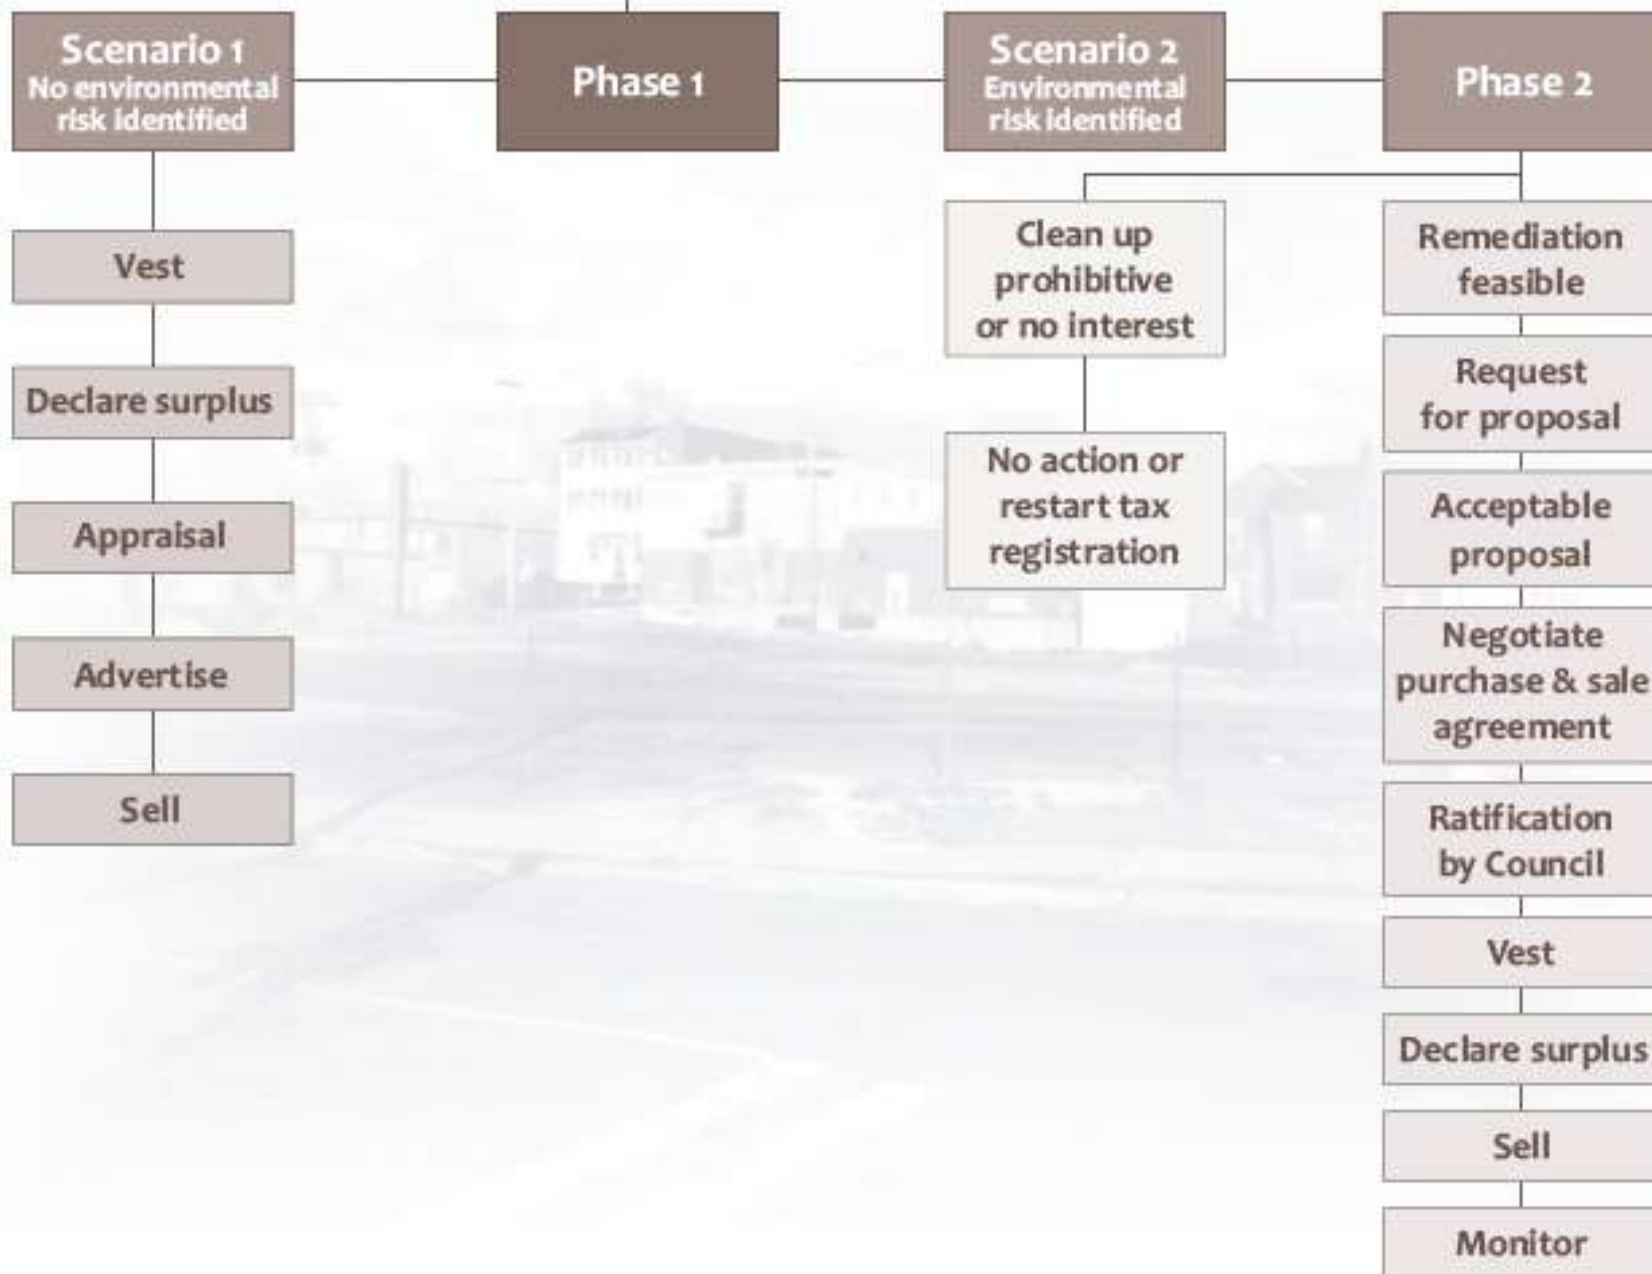 Scenario 1
No environmental
risk identified
Vest
Declare surplus
Appraisal
Advertise
Sell
Phase 1
Scenario 2
Environmental
risk identified
Clean up
prohibitive
or no interest
No action or
restart tax
registration
Phase 2
Remediation
feasible
Request
for proposal
Acceptable
proposal
Negotiate
purchase & sale
agreement
Ratification
by Council
Vest
Declare surplus
Sell
Monitor